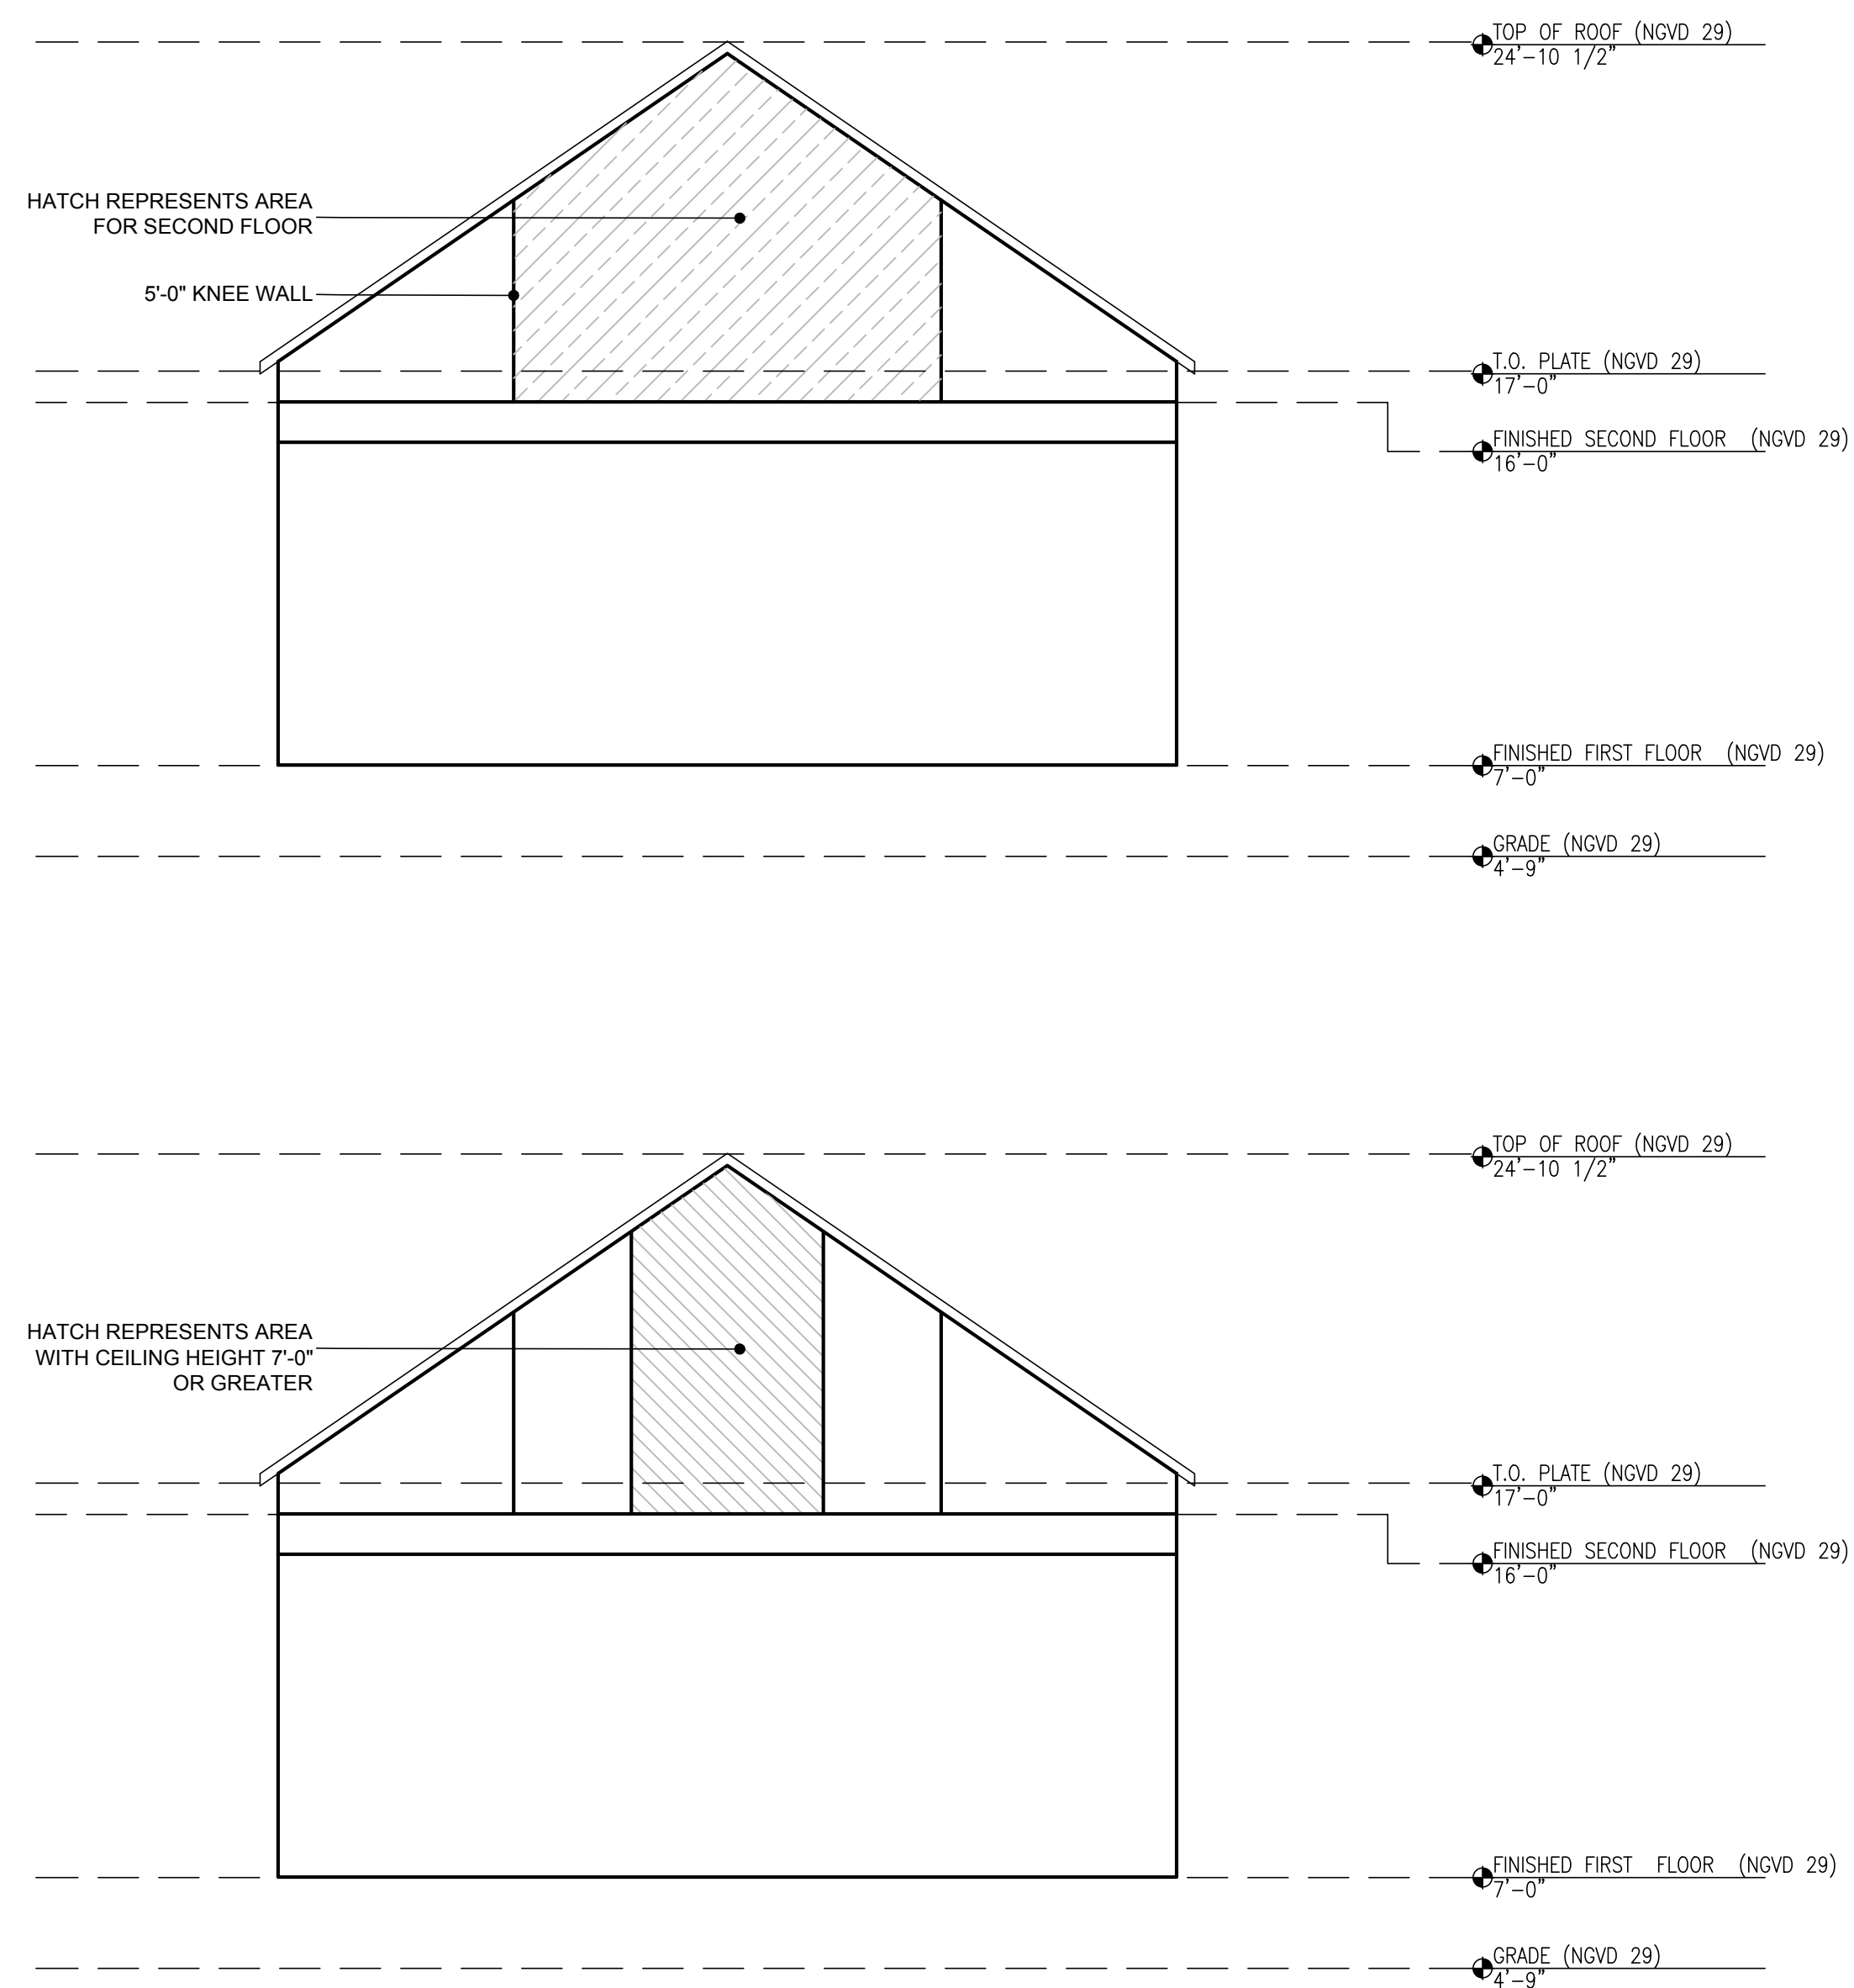 TOP OF ROOF (NGVD 29)
24'-10 1/2"
HATCH REPRESENTS AREA
FOR SECOND FLOOR
5'-0" KNEE WALL
T.O. PLATE (NGVD 29)
17'-0"
FINISHED SECOND FLOOR (NGVD 29)
16'-0"
FINISHED FIRST FLOOR (NGVD 29)
7'-0"
GRADE (NGVD 29)
4'-9"
TOP OF ROOF (NGVD 29)
24'-10 1/2"
HATCH REPRESENTS AREA
WITH CEILING HEIGHT 7'-0"
OR GREATER
T.O. PLATE (NGVD 29)
17'-0"
FINISHED SECOND FLOOR (NGVD 29)
16'-0"
FINISHED FIRST FLOOR (NGVD 29)
7'-0"
GRADE (NGVD 29)
4'-9"